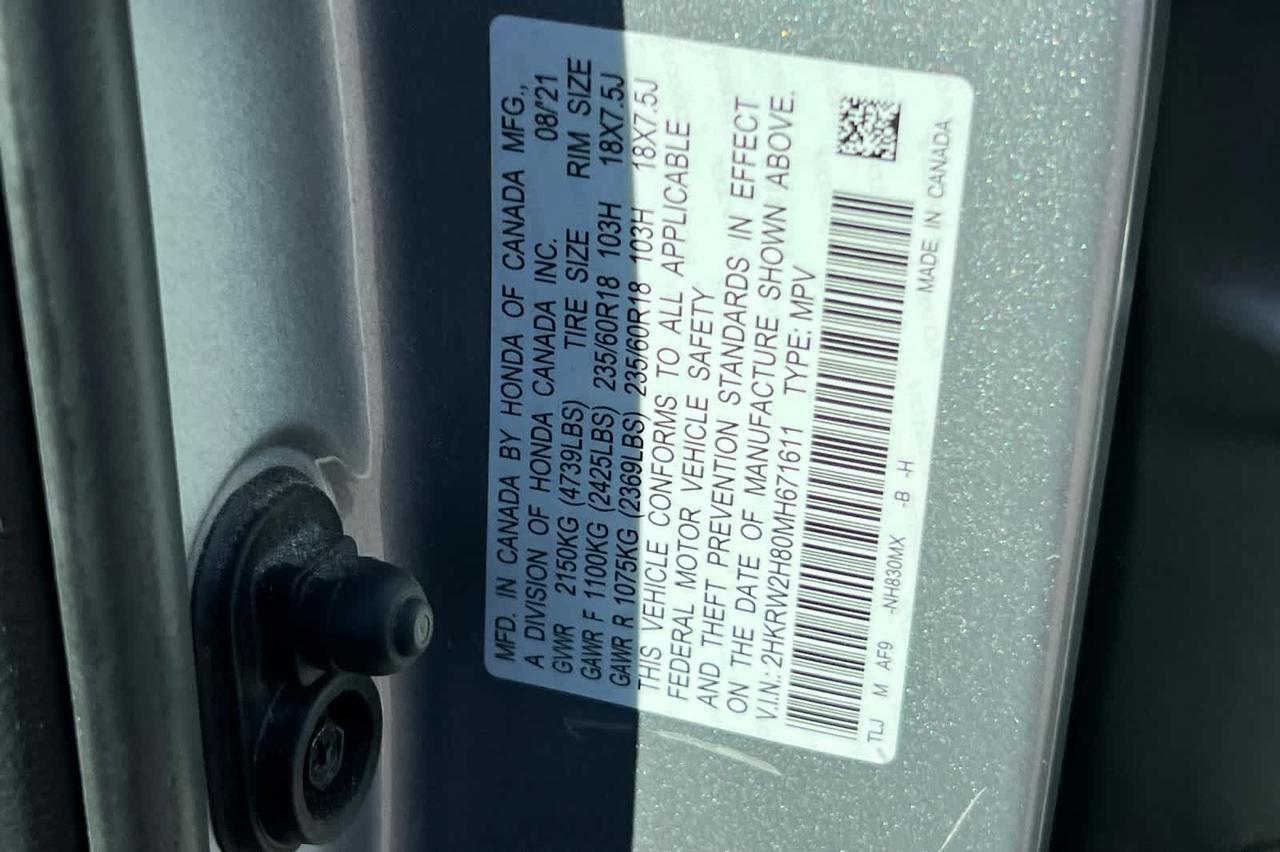 MFD. IN CANADA BY HONDA OF CANADA MFG.,
A DIVISION OF HONDA CANADA INC. 08/'21
GVWR 2150KG (4739LBS) TIRE SIZE RIM SIZE
GAWR F 1100KG (2425LBS) 235/60R18 103H 18X7.5J
GAWR R 1075KG (2369LBS) 235/60R18 103H 18X7.5J
THIS VEHICLE CONFORMS TO ALL APPLICABLE
FEDERAL MOTOR VEHICLE SAFETY
AND THEFT PREVENTION STANDARDS IN EFFECT
ON THE DATE OF MANUFACTURE SHOWN ABOVE.
V.I.N.: 2HKRW2H80MH671611 TYPE: MPV
TLJ M AF9 -NH830MX -B -H MADE IN CANADA